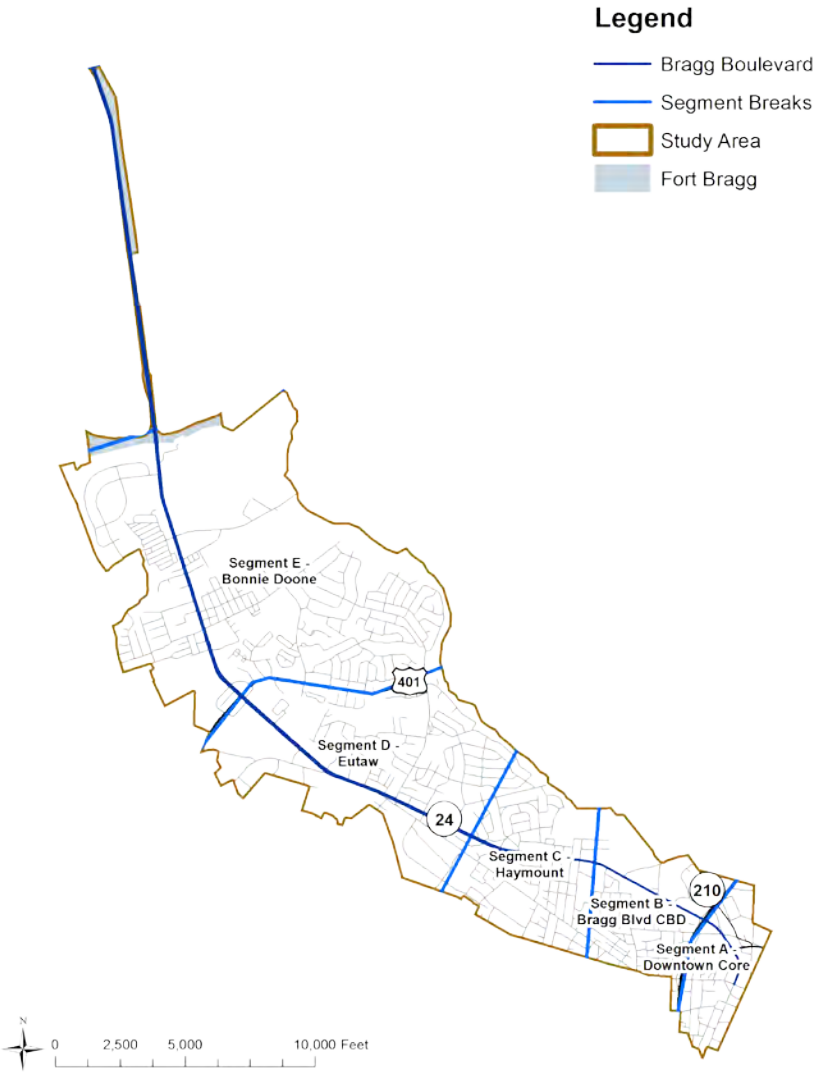 Legend
Bragg Boulevard
Segment Breaks
Study Area
Fort Bragg
Segment E -
Bonnie Doone
401
Segment D -
Eutaw
24
Segment C -
Haymount
210
Segment B -
Bragg Blvd CBD
Segment A -
Downtown Core
N
0 2,500 5,000 10,000 Feet